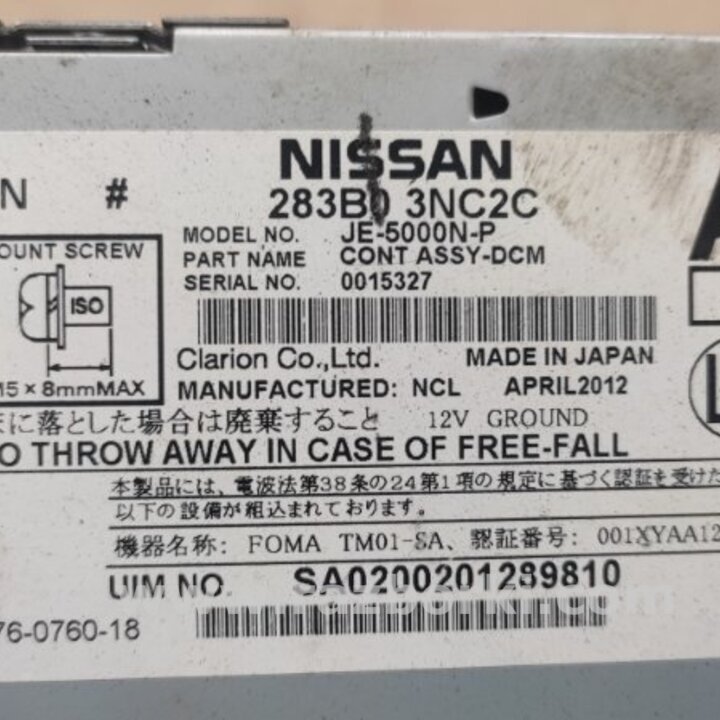 NISSAN
N # 283B0 3NC2C
MODEL NO. JE-5000N-P
PART NAME CONT ASSY-DCM
SERIAL NO. 0015327
OUNT SCREW
ISO
M5×8mmMAX
Clarion Co.,Ltd. MADE IN JAPAN
MANUFACTURED: NCL APRIL2012
に落とした場合は廃棄すること 12V GROUND
O THROW AWAY IN CASE OF FREE-FALL
本製品には、電波法第38条の24第1項の規定に基づく認証を受けた
以下の設備が組込まれております。
機器名称: FOMA TM01-SA、認証番号: 001XYAA12
UIM NO. SA0200201289810
76-0760-18